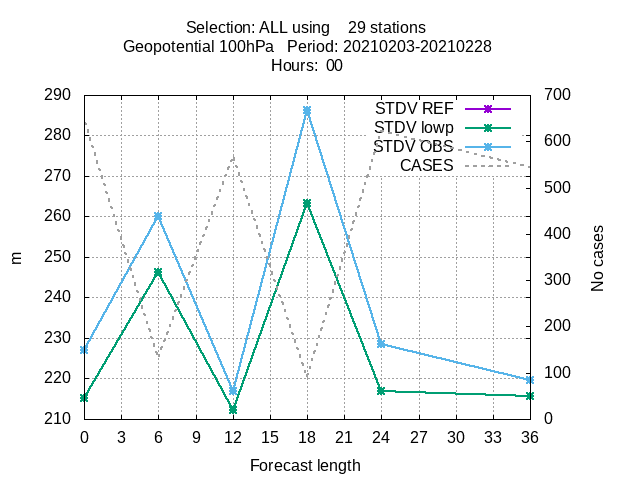 Selection: ALL using    29 stations
Geopotential 100hPa   Period: 20210203-20210228
Hours:  00
290
280
270
260
250
240
230
220
210
700
600
500
400
300
200
100
0
STDV REF
STDV lowp
STDV OBS
CASES
m
No cases
0 3 6 9 12 15 18 21 24 27 30 33 36
Forecast length